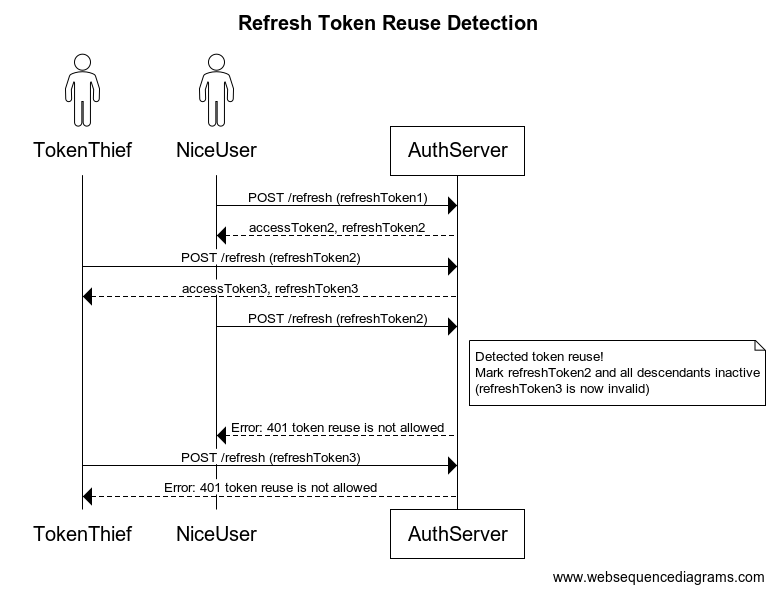 Refresh Token Reuse Detection
TokenThief
NiceUser
AuthServer
POST /refresh (refreshToken1)
accessToken2, refreshToken2
POST /refresh (refreshToken2)
accessToken3, refreshToken3
POST /refresh (refreshToken2)
Detected token reuse!
Mark refreshToken2 and all descendants inactive
(refreshToken3 is now invalid)
Error: 401 token reuse is not allowed
POST /refresh (refreshToken3)
Error: 401 token reuse is not allowed
TokenThief
NiceUser
AuthServer
www.websequencediagrams.com